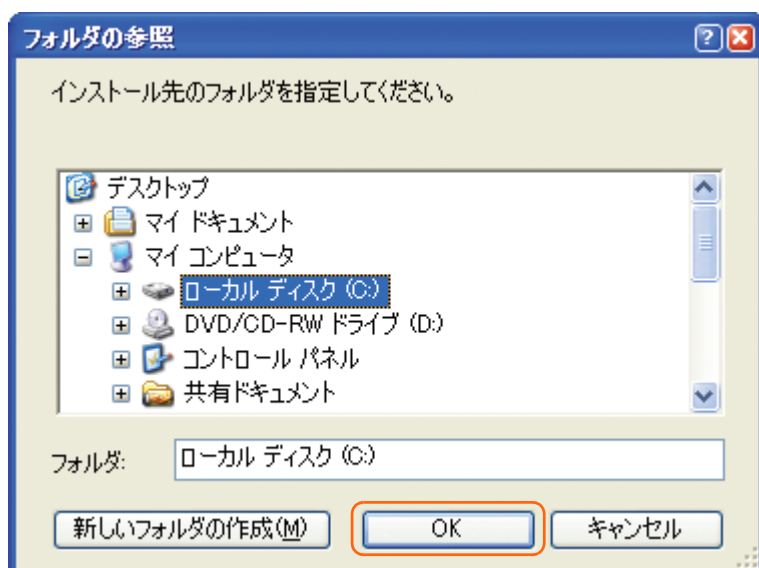 フォルダの参照
インストール先のフォルダを指定してください。
デスクトップ
マイ ドキュメント
マイ コンピュータ
ローカル ディスク (C:)
DVD/CD-RW ドライブ (D:)
コントロール パネル
共有ドキュメント
フォルダ: ローカル ディスク (C:)
新しいフォルダの作成(M) OK キャンセル